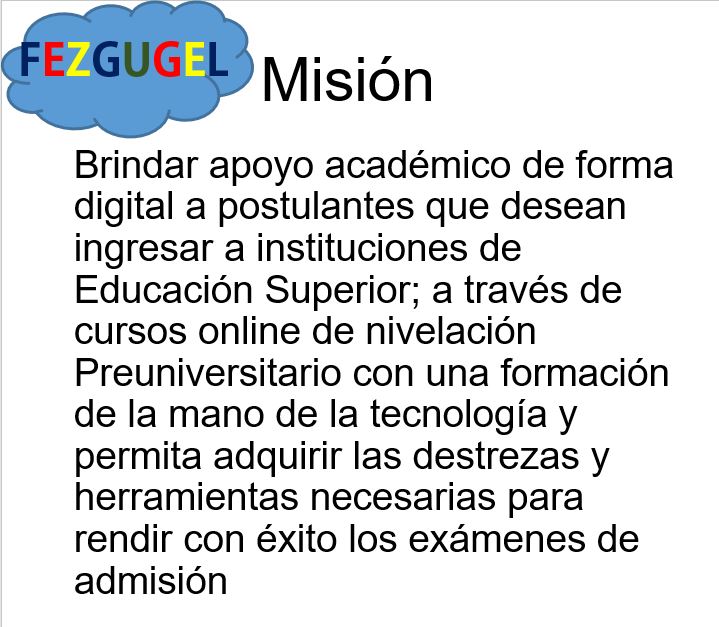 FEZGUGEL
Misión
Brindar apoyo académico de forma
digital a postulantes que desean
ingresar a instituciones de
Educación Superior; a través de
cursos online de nivelación
Preuniversitario con una formación
de la mano de la tecnología y
permita adquirir las destrezas y
herramientas necesarias para
rendir con éxito los exámenes de
admisión